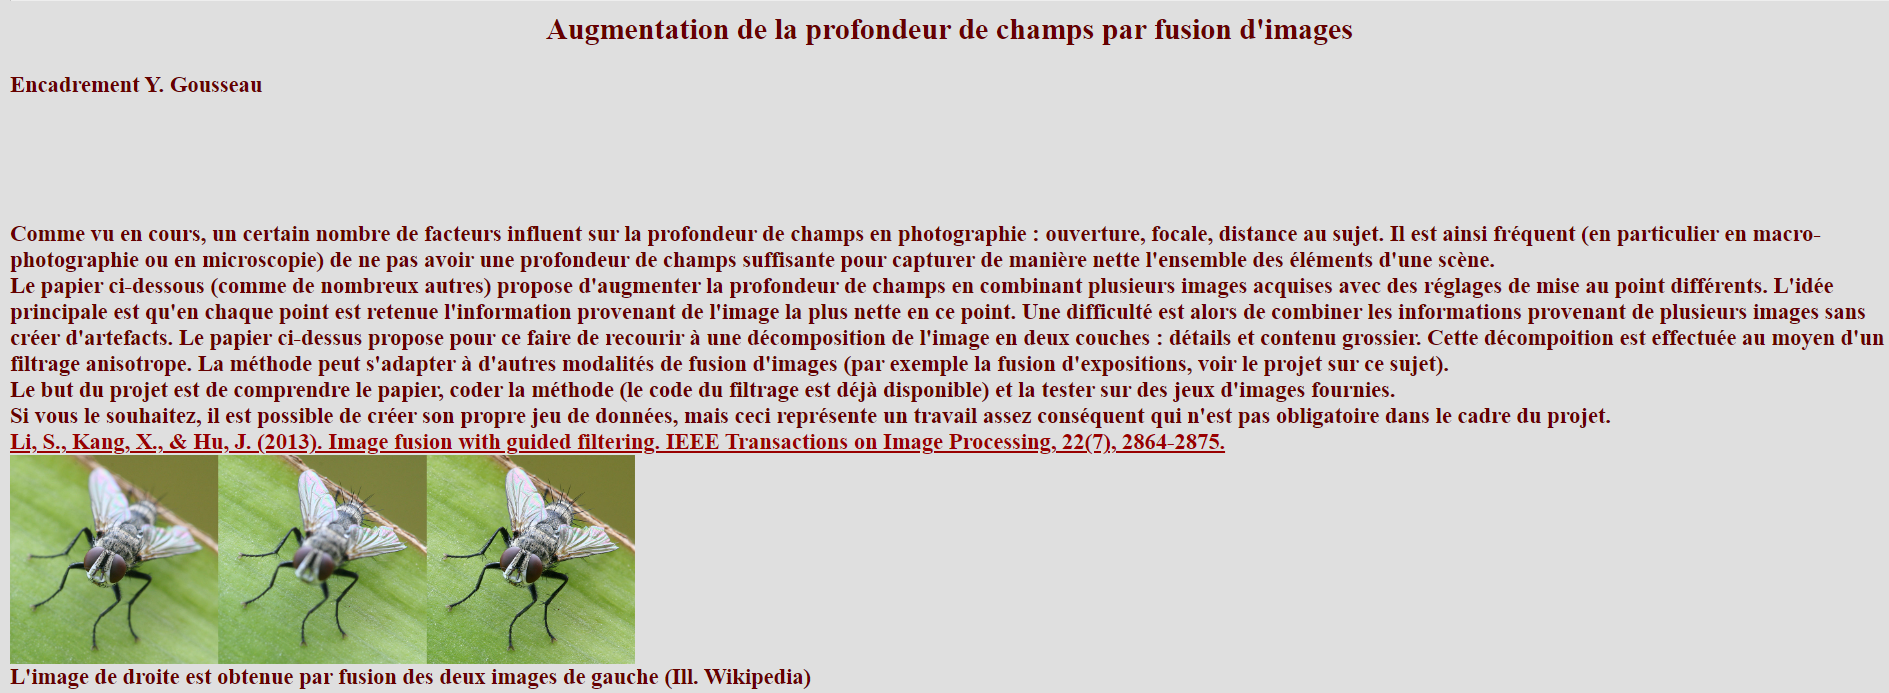 Augmentation de la profondeur de champs par fusion d'images
Encadrement Y. Gousseau
Comme vu en cours, un certain nombre de facteurs influent sur la profondeur de champs en photographie : ouverture, focale, distance au sujet. Il est ainsi fréquent (en particulier en macro-
photographie ou en microscopie) de ne pas avoir une profondeur de champs suffisante pour capturer de manière nette l'ensemble des éléments d'une scène.
Le papier ci-dessous (comme de nombreux autres) propose d'augmenter la profondeur de champs en combinant plusieurs images acquises avec des réglages de mise au point différents. L'idée
principale est qu'en chaque point est retenue l'information provenant de l'image la plus nette en ce point. Une difficulté est alors de combiner les informations provenant de plusieurs images sans
créer d'artefacts. Le papier ci-dessus propose pour ce faire de recourir à une décomposition de l'image en deux couches : détails et contenu grossier. Cette décompoition est effectuée au moyen d'un
filtrage anisotrope. La méthode peut s'adapter à d'autres modalités de fusion d'images (par exemple la fusion d'expositions, voir le projet sur ce sujet).
Le but du projet est de comprendre le papier, coder la méthode (le code du filtrage est déjà disponible) et la tester sur des jeux d'images fournies.
Si vous le souhaitez, il est possible de créer son propre jeu de données, mais ceci représente un travail assez conséquent qui n'est pas obligatoire dans le cadre du projet.
Li, S., Kang, X., & Hu, J. (2013). Image fusion with guided filtering. IEEE Transactions on Image Processing, 22(7), 2864-2875.
L'image de droite est obtenue par fusion des deux images de gauche (Ill. Wikipedia)